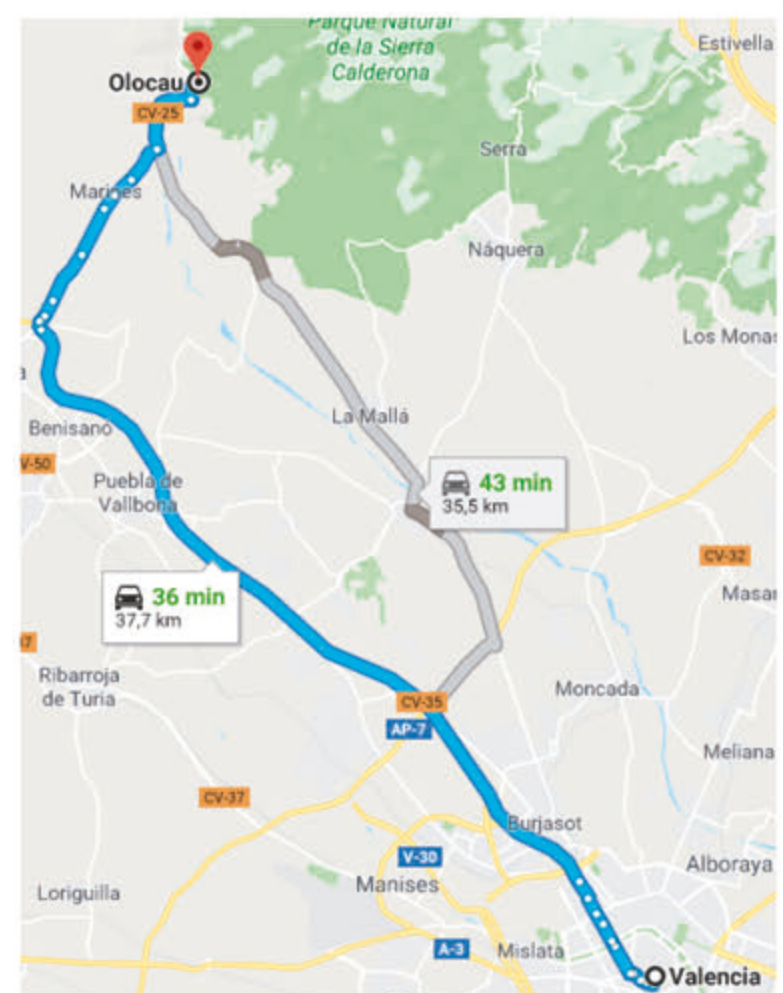 Parque Natural
de la Sierra
Calderona
Estivella
Olocau
CV-25
Serra
Marines
Náquera
Los Monas
a
La Mallá
Benisanó
V-50
Puebla de
Vallbona
43 min
35,5 km
CV-32
36 min
37,7 km
Masar
7
Ribarroja
de Turia
Moncada
CV-35
AP-7
Meliana
CV-37
Burjasot
V-30
Manises
Alboraya
Loriguilla
A-3
Mislata
Valencia